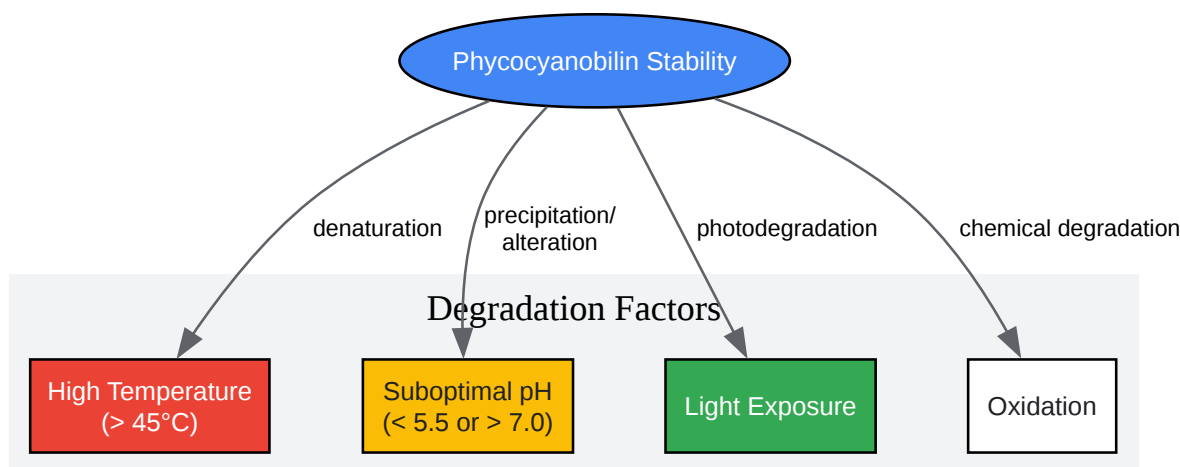 Phycocyanobilin Stability
denaturation
precipitation/
alteration
photodegradation
chemical degradation
Degradation Factors
High Temperature
(> 45°C)
Suboptimal pH
(< 5.5 or > 7.0)
Light Exposure
Oxidation